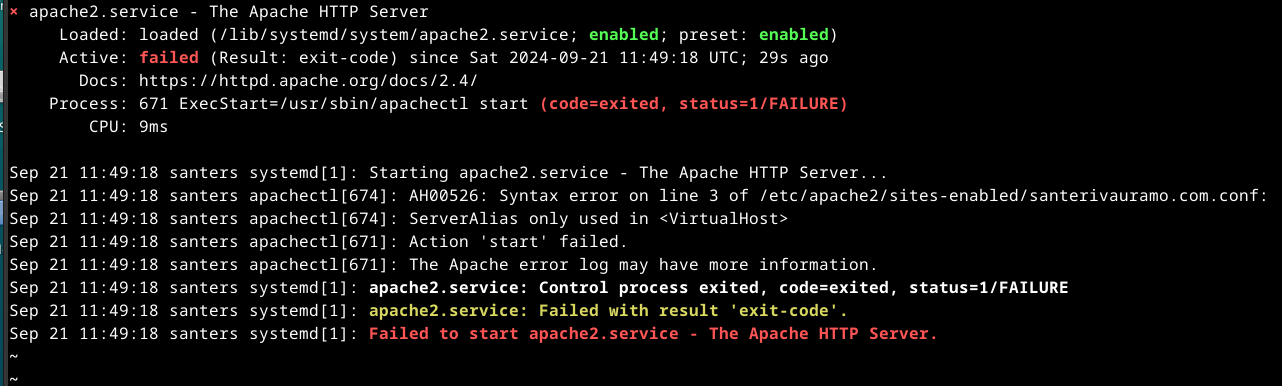 × apache2.service - The Apache HTTP Server
Loaded: loaded (/lib/systemd/system/apache2.service; enabled; preset: enabled)
Active: failed (Result: exit-code) since Sat 2024-09-21 11:49:18 UTC; 29s ago
Docs: https://httpd.apache.org/docs/2.4/
Process: 671 ExecStart=/usr/sbin/apachectl start (code=exited, status=1/FAILURE)
CPU: 9ms
Sep 21 11:49:18 santers systemd[1]: Starting apache2.service - The Apache HTTP Server...
Sep 21 11:49:18 santers apachectl[674]: AH00526: Syntax error on line 3 of /etc/apache2/sites-enabled/santerivauramo.com.conf:
Sep 21 11:49:18 santers apachectl[674]: ServerAlias only used in <VirtualHost>
Sep 21 11:49:18 santers apachectl[671]: Action 'start' failed.
Sep 21 11:49:18 santers apachectl[671]: The Apache error log may have more information.
Sep 21 11:49:18 santers systemd[1]: apache2.service: Control process exited, code=exited, status=1/FAILURE
Sep 21 11:49:18 santers systemd[1]: apache2.service: Failed with result 'exit-code'.
Sep 21 11:49:18 santers systemd[1]: Failed to start apache2.service - The Apache HTTP Server.
~
~